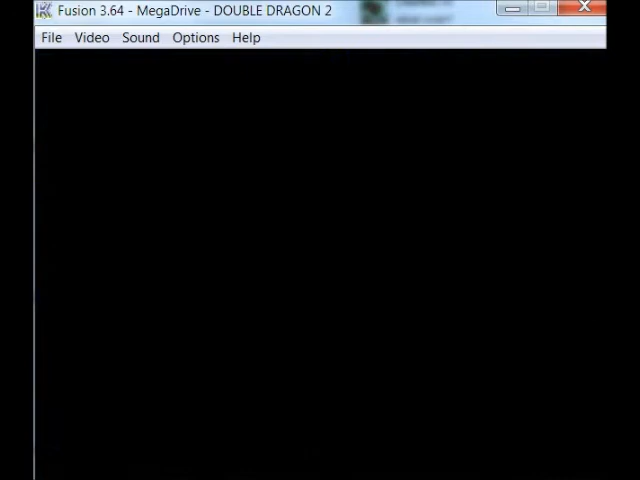 Fusion 3.64 - MegaDrive - DOUBLE DRAGON 2
File Video Sound Options Help